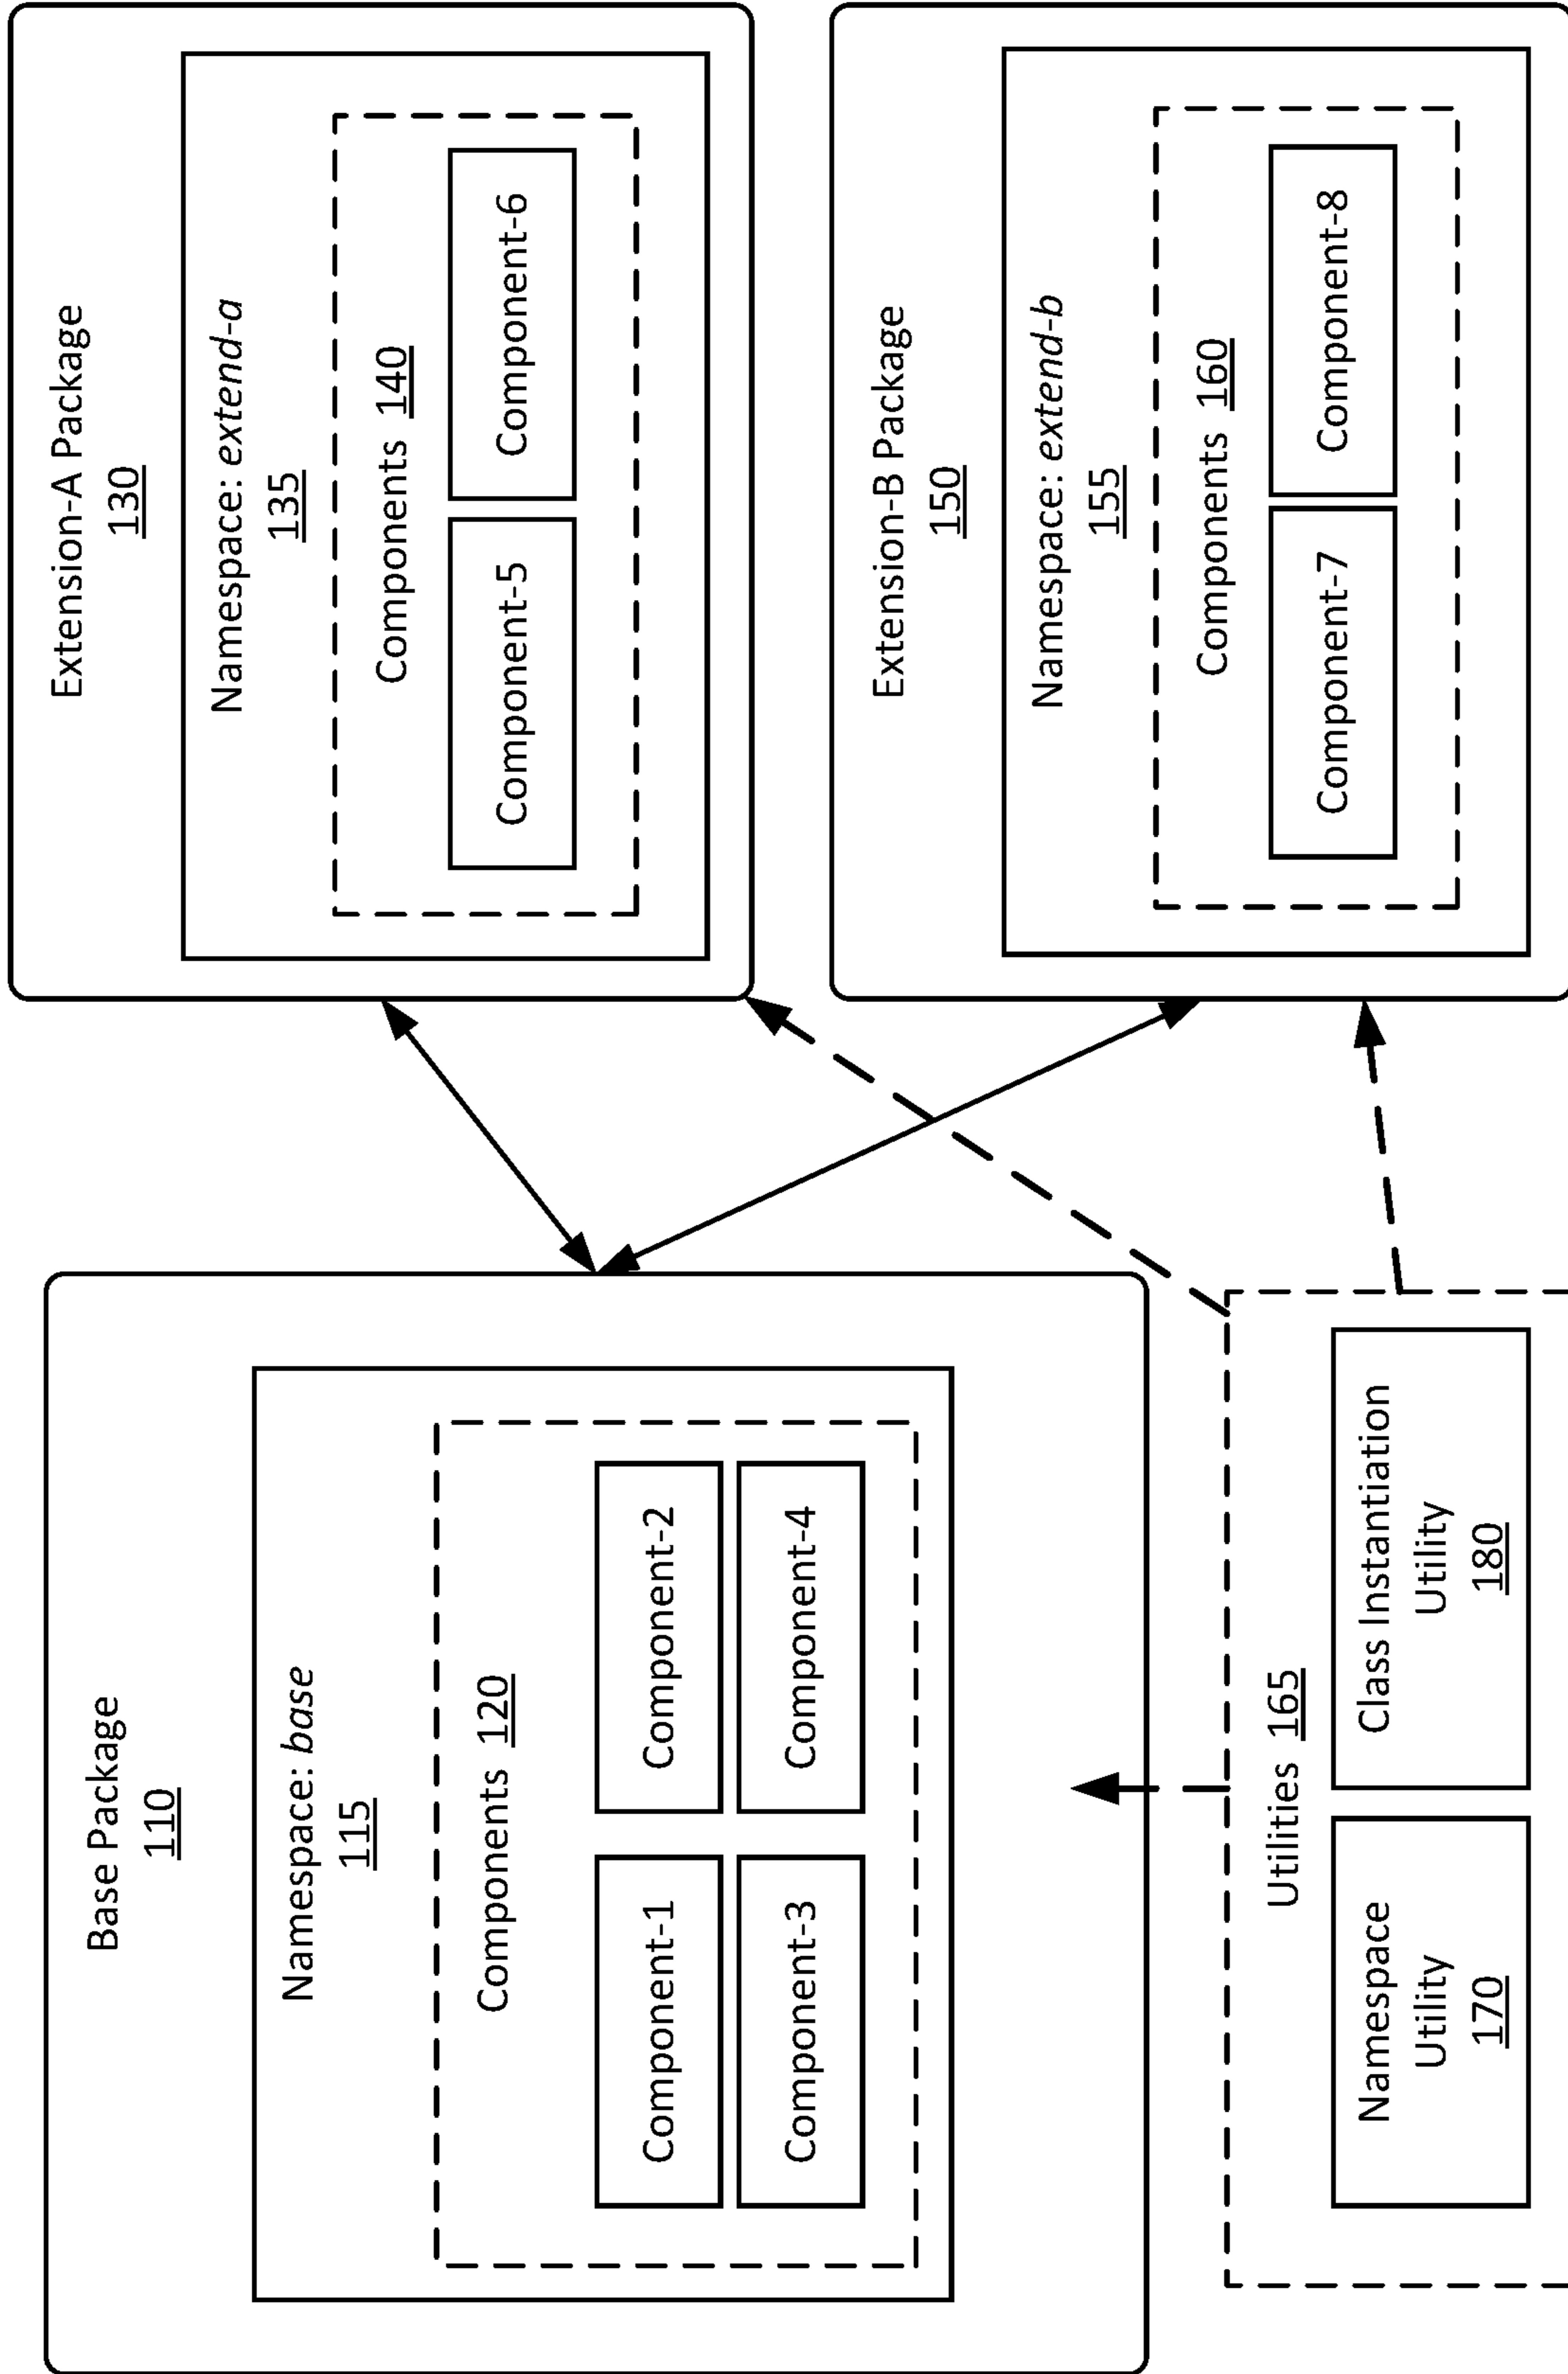 Base Package
110
Namespace: base
115
Components 120
Component-1
Component-2
Component-3
Component-4
Extension-A Package
130
Namespace: extend-a
135
Components 140
Component-5
Component-6
Extension-B Package
150
Namespace: extend-b
155
Components 160
Component-7
Component-8
Utilities 165
Namespace
Utility
170
Class Instantiation
Utility
180